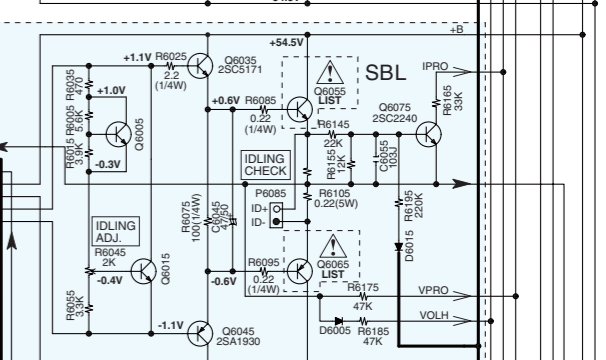 +B
+54.5V
+1.1V
R6025
2.2
(1/4W)
Q6035
2SC5171
SBL
IPRO
R6035
470
+1.0V
R6005
5.6K
Q6005
R6015
3.9K
-0.3V
+0.6V
R6085
0.22
(1/4W)
Q6055
LIST
Q6075
2SC2240
R6165
33K
R6145
22K
R6155
12K
C6055
103J
IDLING
CHECK
P6085
ID+
ID-
R6105
0.22(5W)
R6195
220K
D6015
R6075
100(1/4W)
C6045
47/50
IDLING
ADJ.
R6045
2K
-0.4V
Q6015
R6055
3.3K
-0.6V
R6095
0.22
(1/4W)
Q6065
LIST
R6175
47K
VPRO
VOLH
D6005
R6185
47K
-1.1V
Q6045
2SA1930